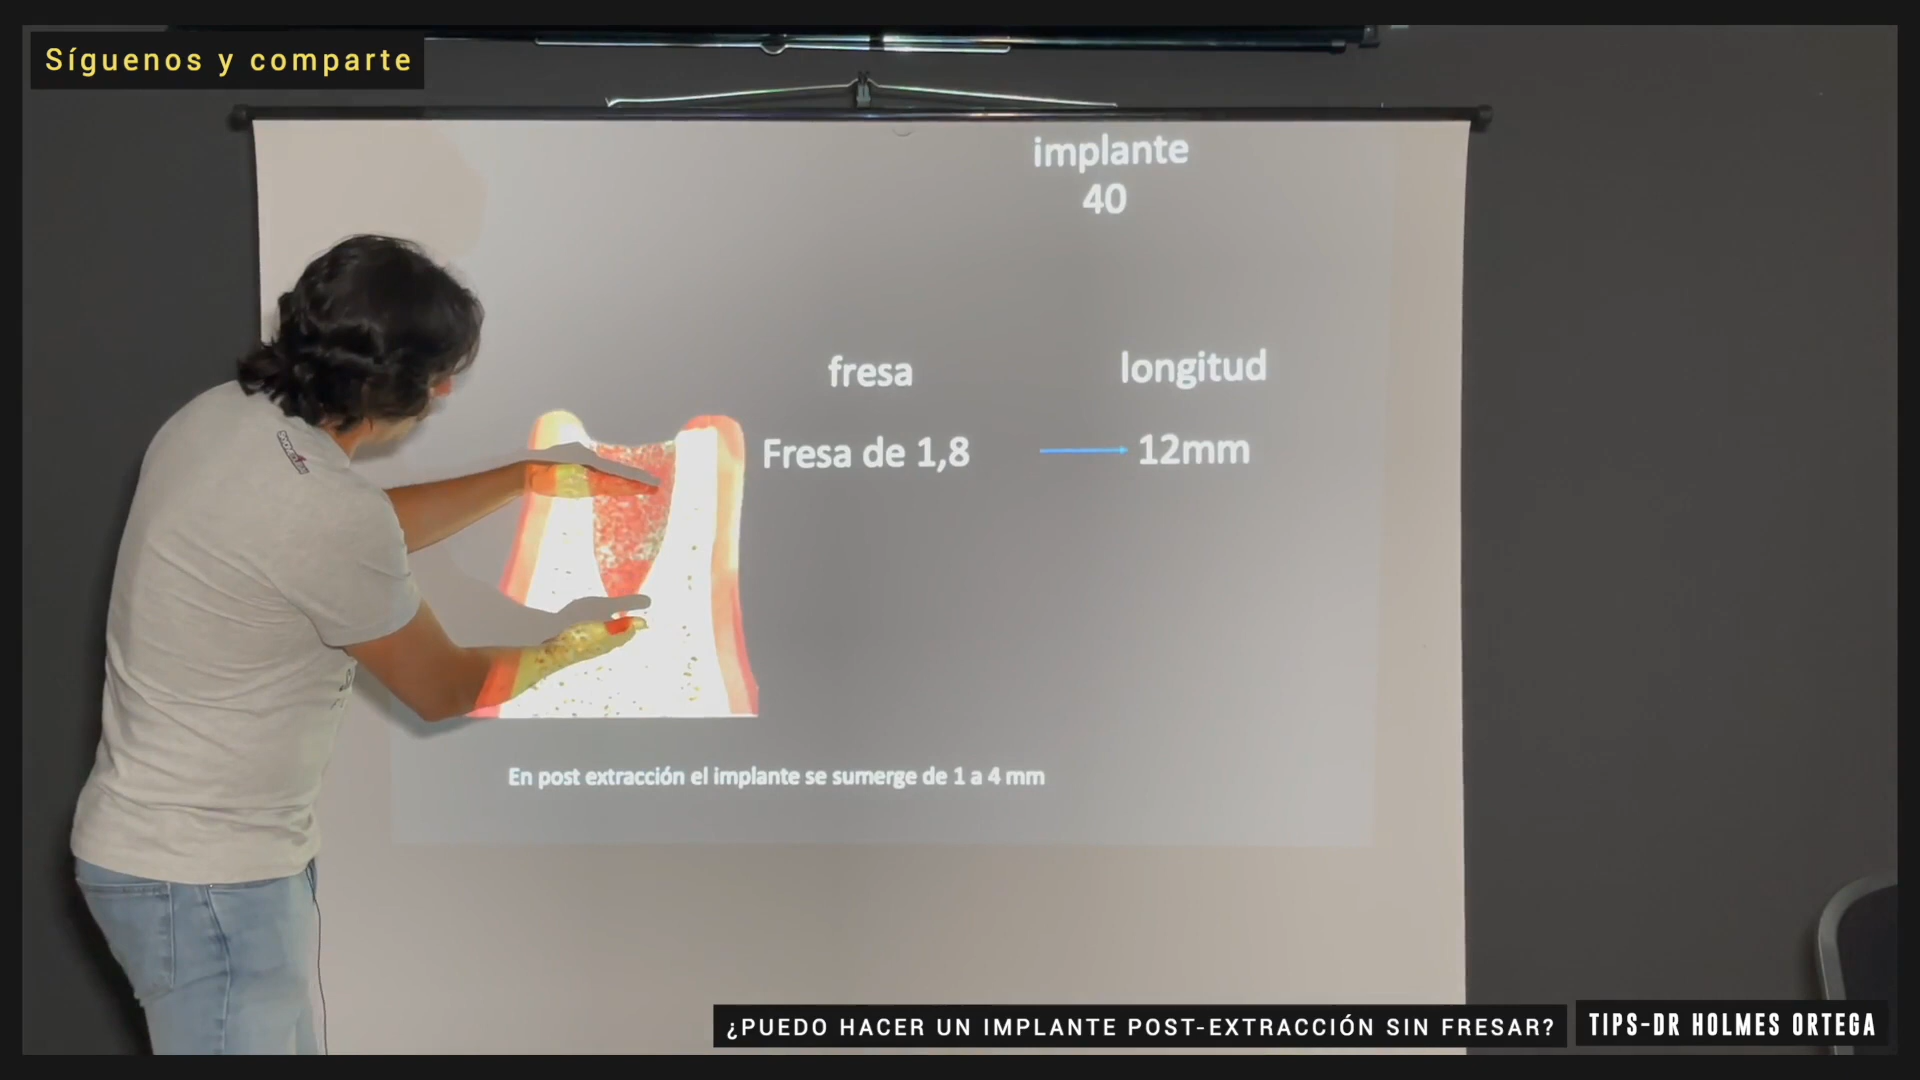 Síguenos y comparte
implante
40
fresa
longitud
Fresa de 1,8
12mm
En post extracción el implante se sumerge de 1 a 4 mm
¿PUEDO HACER UN IMPLANTE POST-EXTRACCIÓN SIN FRESAR?
TIPS-DR HOLMES ORTEGA